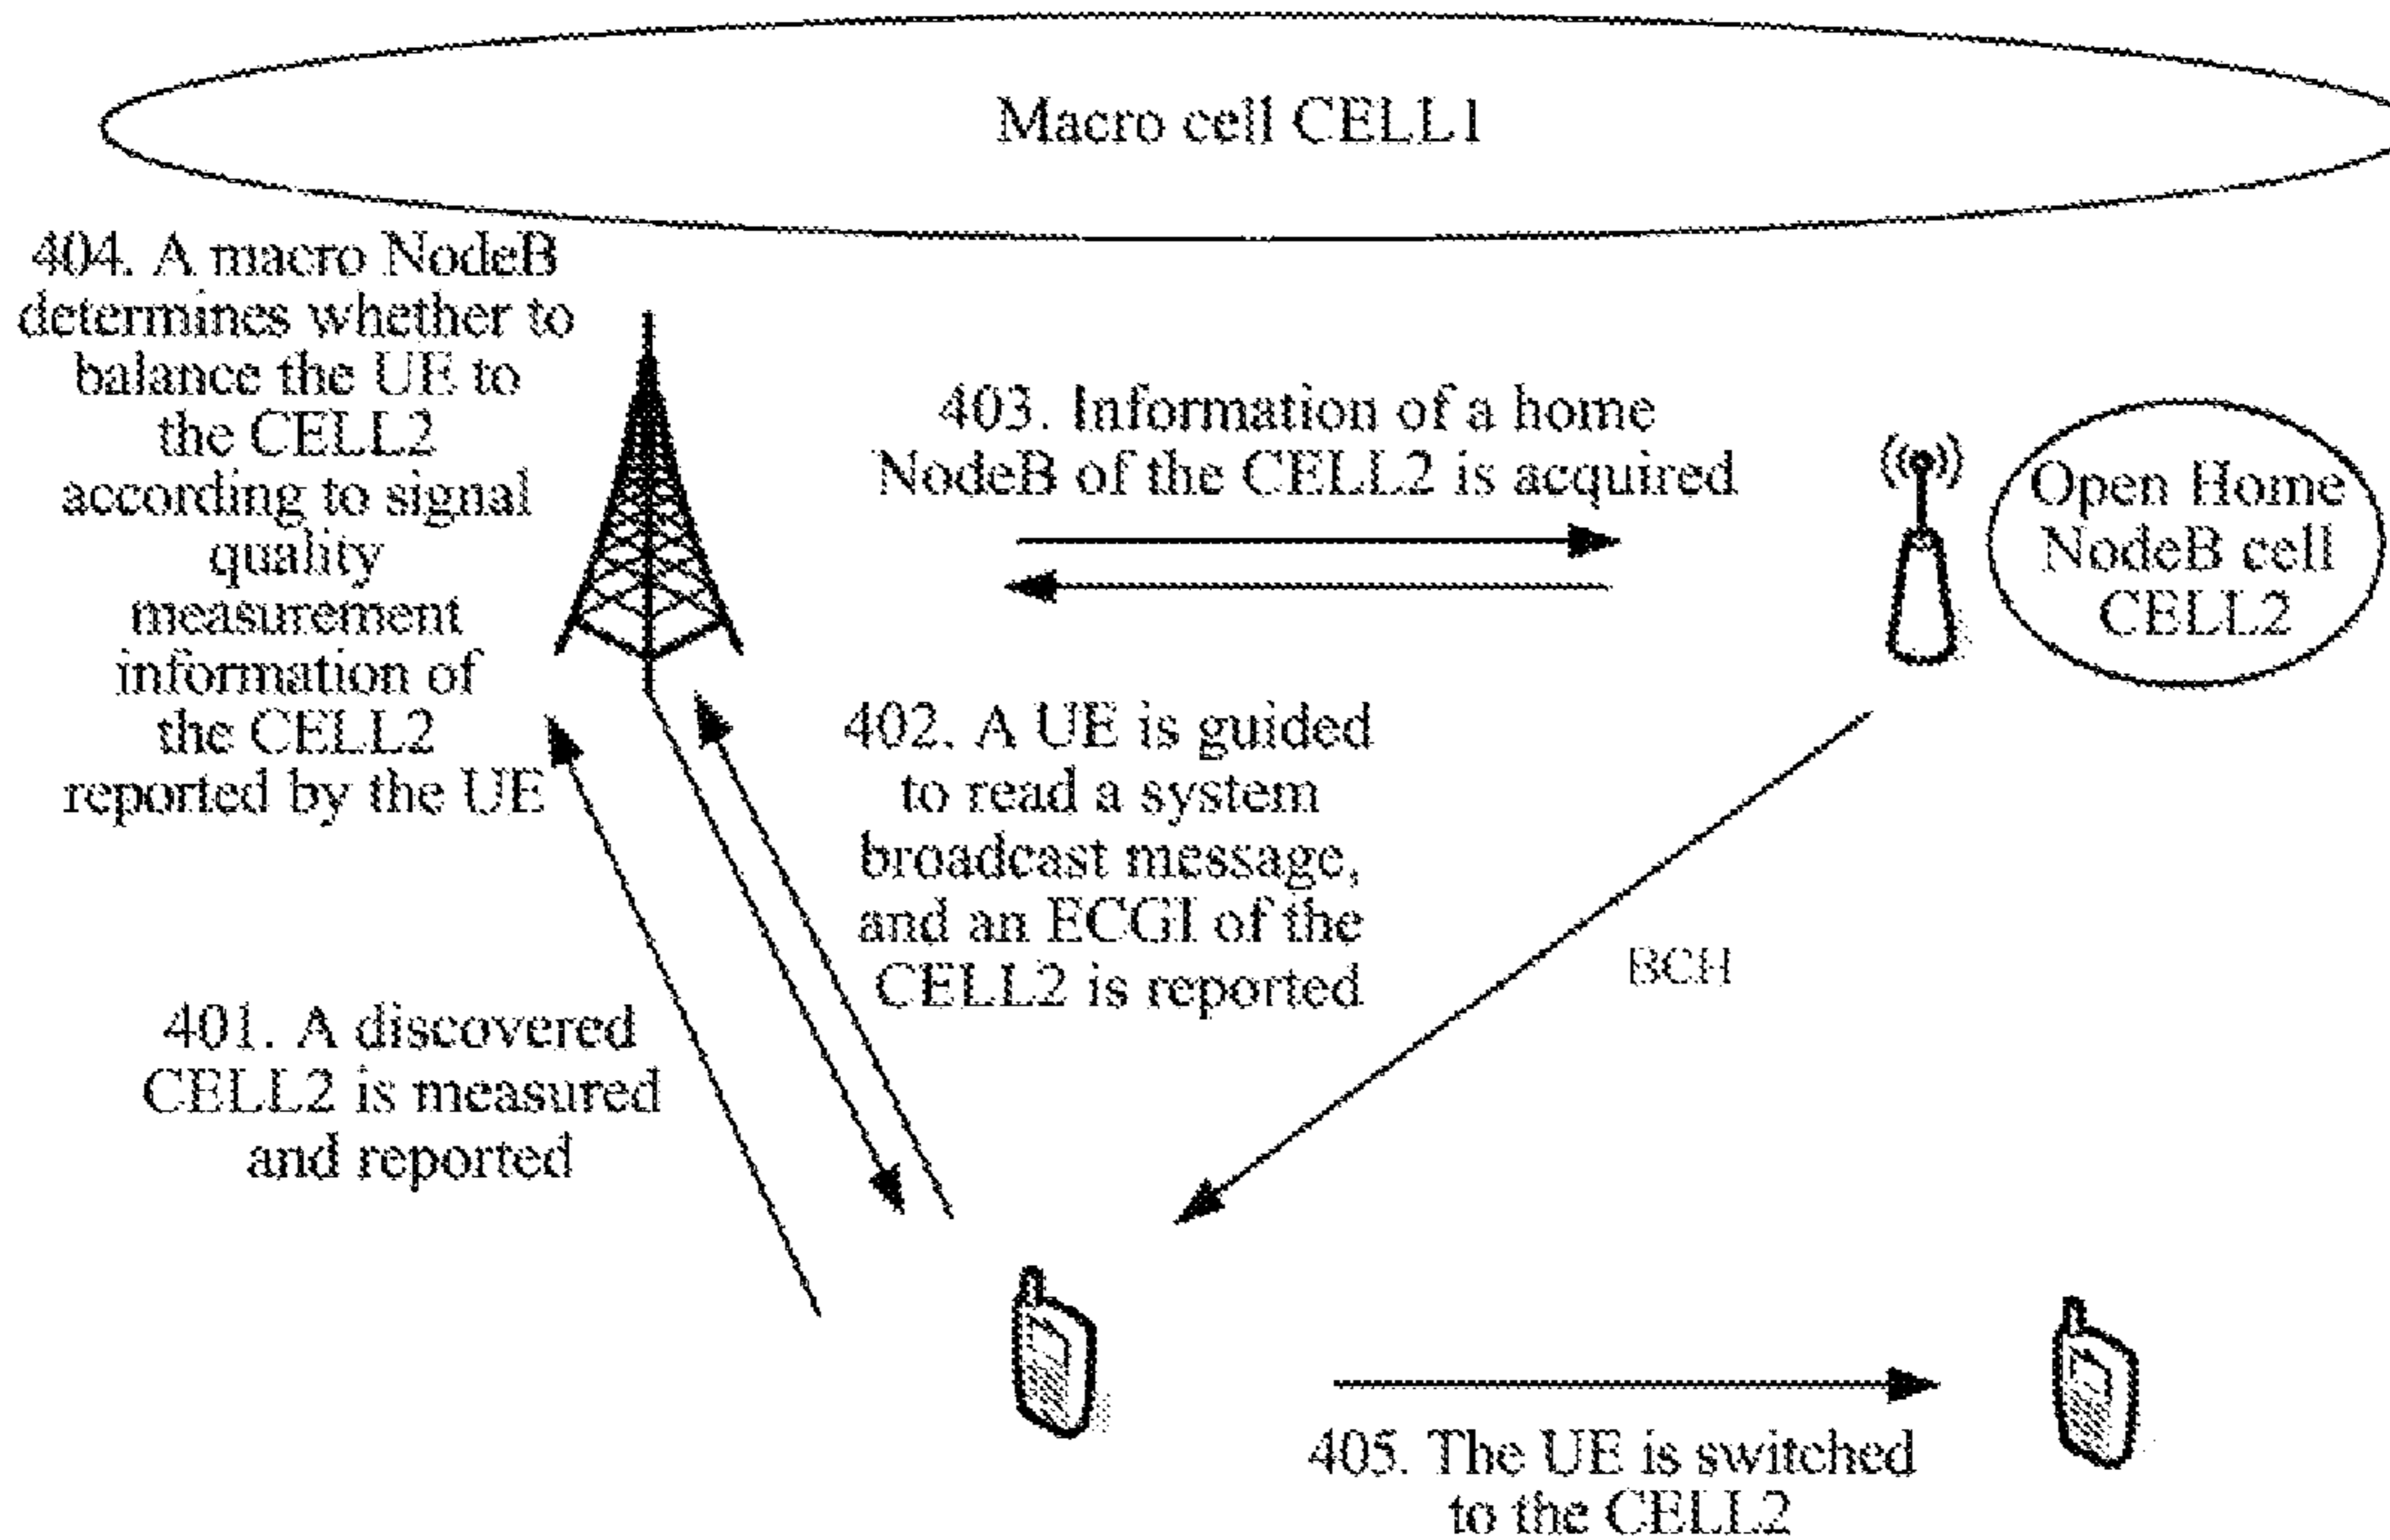 Macro cell CELL1
404. A macro NodeB
determines whether to
balance the UE to
the CELL2
according to signal
quality
measurement
information of
the CELL2
reported by the UE
403. Information of a home
NodeB of the CELL2 is acquired
Open Home
NodeB cell
CELL2
402. A UE is guided
to read a system
broadcast message,
and an ECGI of the
CELL2 is reported
BCH
401. A discovered
CELL2 is measured
and reported
405. The UE is switched
to the CELL2